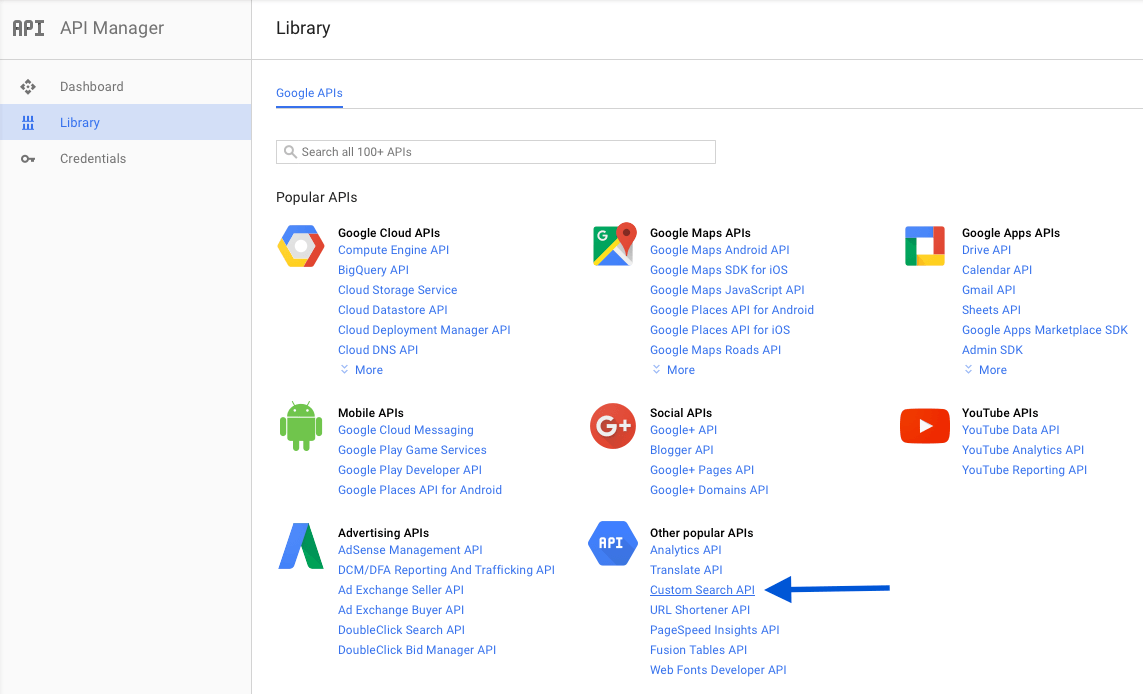 API API Manager
Dashboard
Library
Credentials
Library
Google APIs
Search all 100+ APIs
Popular APIs
Google Cloud APIs
Compute Engine API
BigQuery API
Cloud Storage Service
Cloud Datastore API
Cloud Deployment Manager API
Cloud DNS API
More
G
Google Maps APIs
Google Maps Android API
Google Maps SDK for iOS
Google Maps JavaScript API
Google Places API for Android
Google Places API for iOS
Google Maps Roads API
More
Google Apps APIs
Drive API
Calendar API
Gmail API
Sheets API
Google Apps Marketplace SDK
Admin SDK
More
Mobile APIs
Google Cloud Messaging
Google Play Game Services
Google Play Developer API
Google Places API for Android
G+
Social APIs
Google+ API
Blogger API
Google+ Pages API
Google+ Domains API
YouTube APIs
YouTube Data API
YouTube Analytics API
YouTube Reporting API
Advertising APIs
AdSense Management API
DCM/DFA Reporting And Trafficking API
Ad Exchange Seller API
Ad Exchange Buyer API
DoubleClick Search API
DoubleClick Bid Manager API
API
Other popular APIs
Analytics API
Translate API
Custom Search API
URL Shortener API
PageSpeed Insights API
Fusion Tables API
Web Fonts Developer API